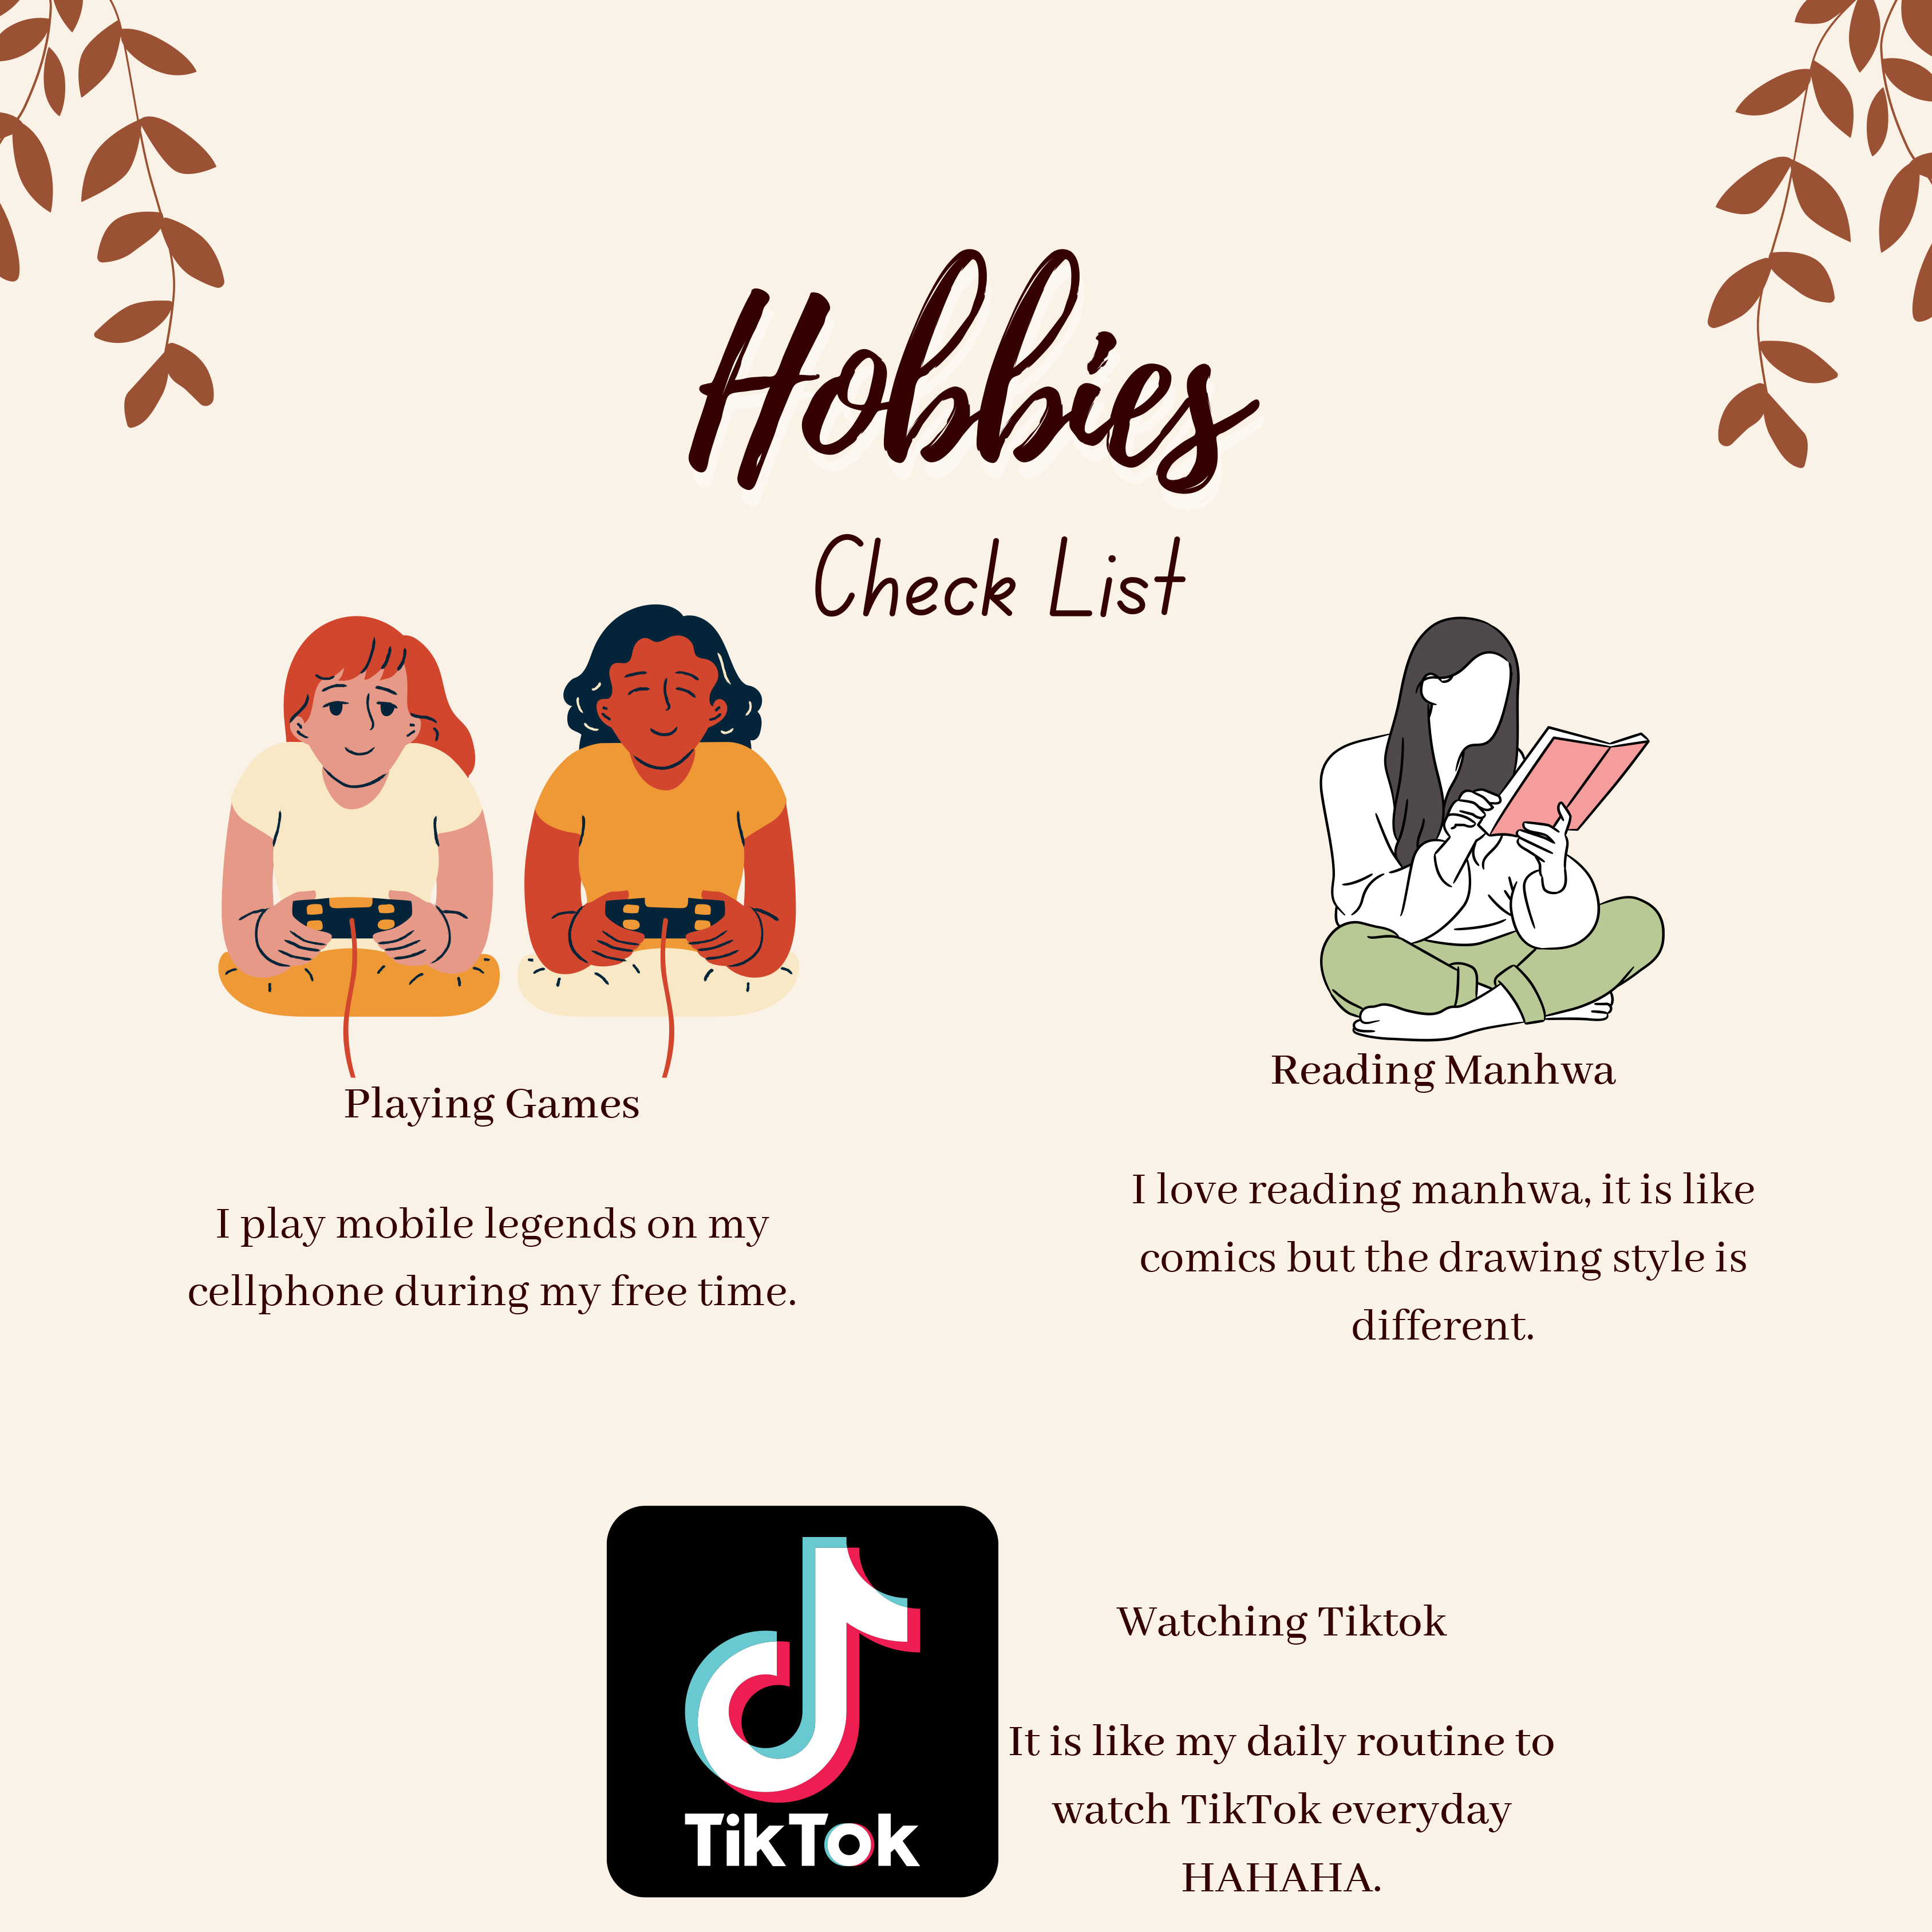 Hobbies
Check List
Playing Games
I play mobile legends on my
cellphone during my free time.
Reading Manhwa
I love reading manhwa, it is like
comics but the drawing style is
different.
TikTok
Watching Tiktok
It is like my daily routine to
watch TikTok everyday
HAHAHA.